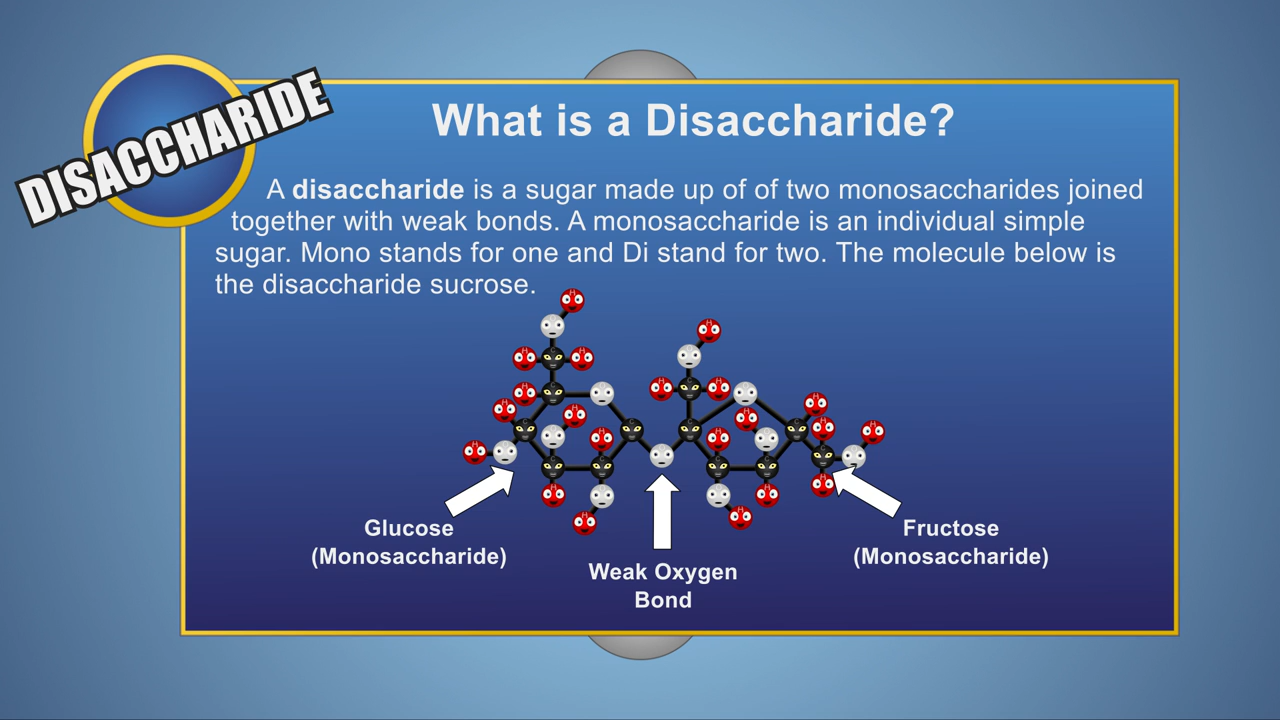 DISACCHARIDE
What is a Disaccharide?
A disaccharide is a sugar made up of of two monosaccharides joined
together with weak bonds. A monosaccharide is an individual simple
sugar. Mono stands for one and Di stand for two. The molecule below is
the disaccharide sucrose.
Glucose
(Monosaccharide)
Weak Oxygen
Bond
Fructose
(Monosaccharide)